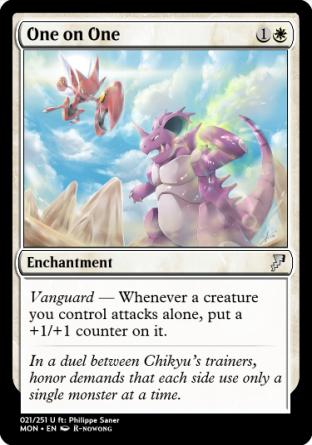 One on One 1
Enchantment
Vanguard — Whenever a creature
you control attacks alone, put a
+1/+1 counter on it.
In a duel between Chikyu's trainers,
honor demands that each side use only a
single monster at a time.
021/251 U ft: Philippe Saner
MON • EN R-NOWONG